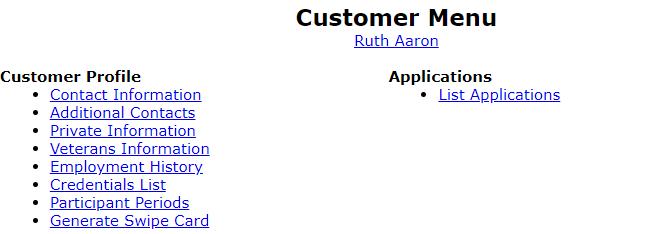 Customer Menu
Ruth Aaron
Customer Profile
Contact Information
Additional Contacts
Private Information
Veterans Information
Employment History
Credentials List
Participant Periods
Generate Swipe Card
Applications
List Applications